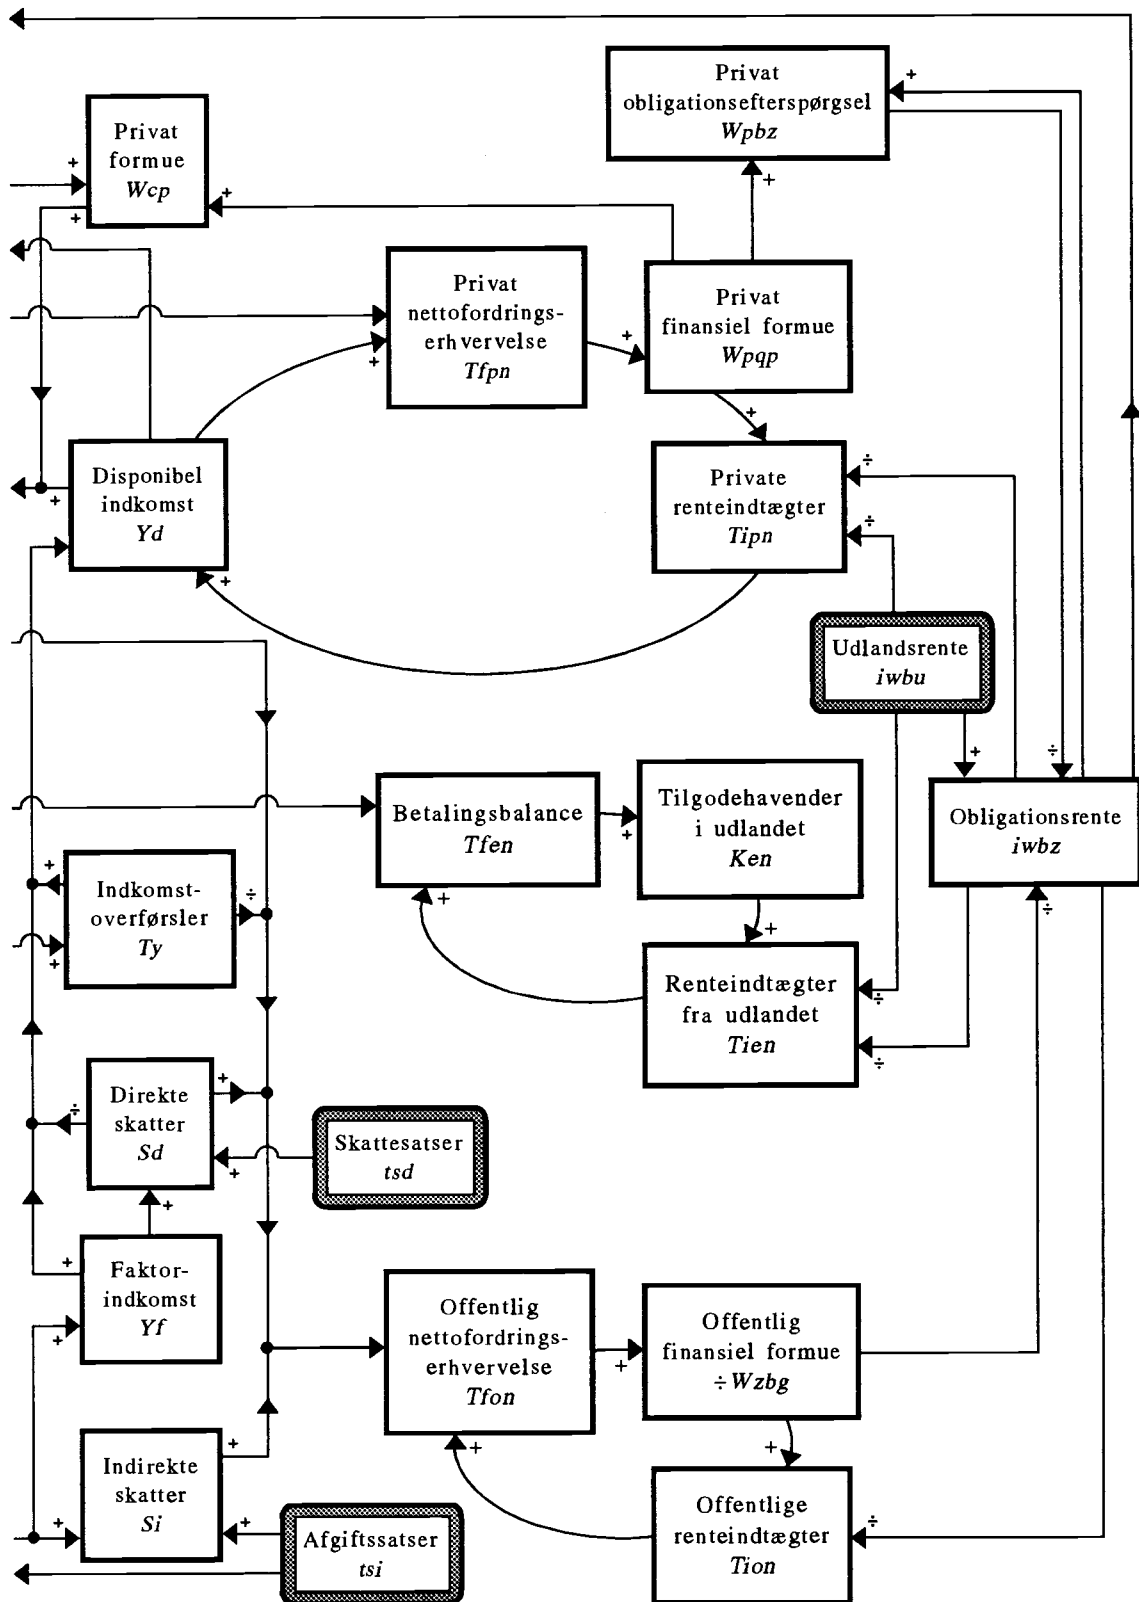 Privat
obligationsefterspørgsel
Wpbz
+
÷
+
Privat
formue
Wcp
+
+
+
Privat
nettofordrings-
erhvervelse
Tfpn
+
+
Privat
finansiel formue
Wpqp
+
Disponibel
indkomst
Yd
+
+
Private
renteindtægter
Tipn
÷
÷
Udlandsrente
iwbu
+
Betalingsbalance
Tfen
+
+
Tilgodehavender
i udlandet
Ken
+
Obligationsrente
iwbz
÷
Indkomst-
overførsler
Ty
+
÷
+
Renteindtægter
fra udlandet
Tien
÷
÷
Direkte
skatter
Sd
+
÷
+
+
Skattesatser
tsd
Faktor-
indkomst
Yf
+
+
Offentlig
nettofordrings-
erhvervelse
Tfon
+
+
Offentlig
finansiel formue
÷Wzbg
+
Indirekte
skatter
Si
+
+
+
Afgiftssatser
tsi
Offentlige
renteindtægter
Tion
÷